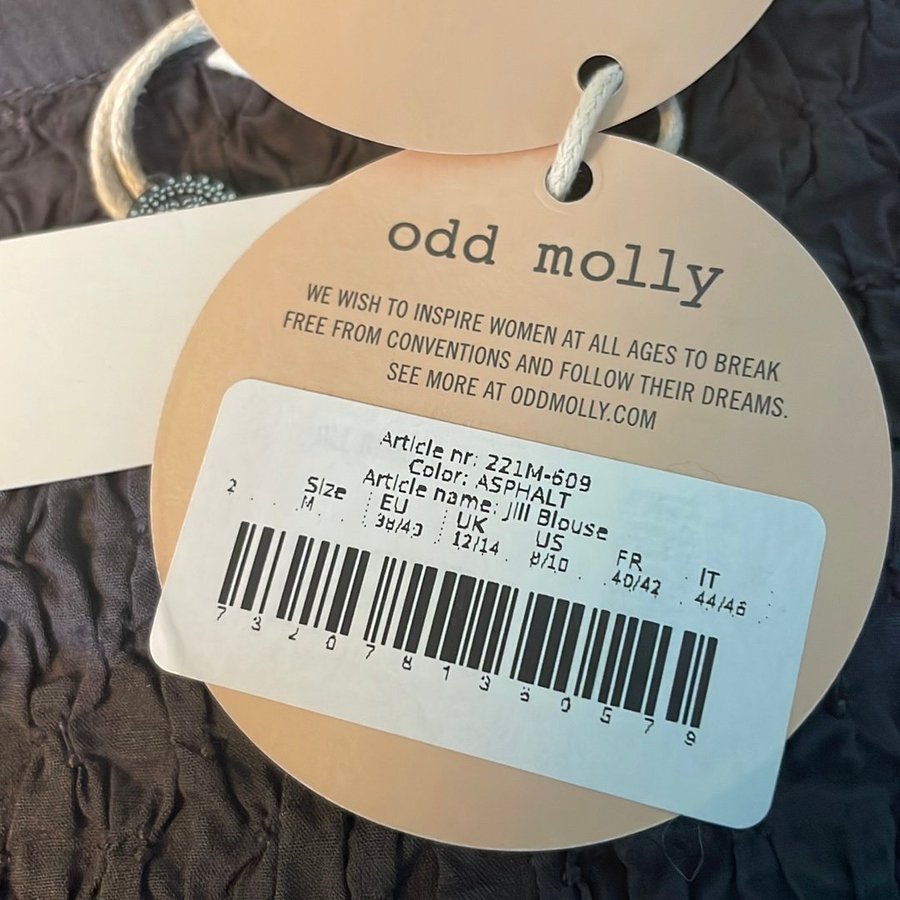 odd molly
WE WISH TO INSPIRE WOMEN AT ALL AGES TO BREAK
FREE FROM CONVENTIONS AND FOLLOW THEIR DREAMS.
SEE MORE AT ODDMOLLY.COM
Article nr: 221M-609
Color: ASPHALT
Article name: Jill Blouse
2 Size EU UK US FR IT
M 38/40 12/14 8/10 40/42 44/46